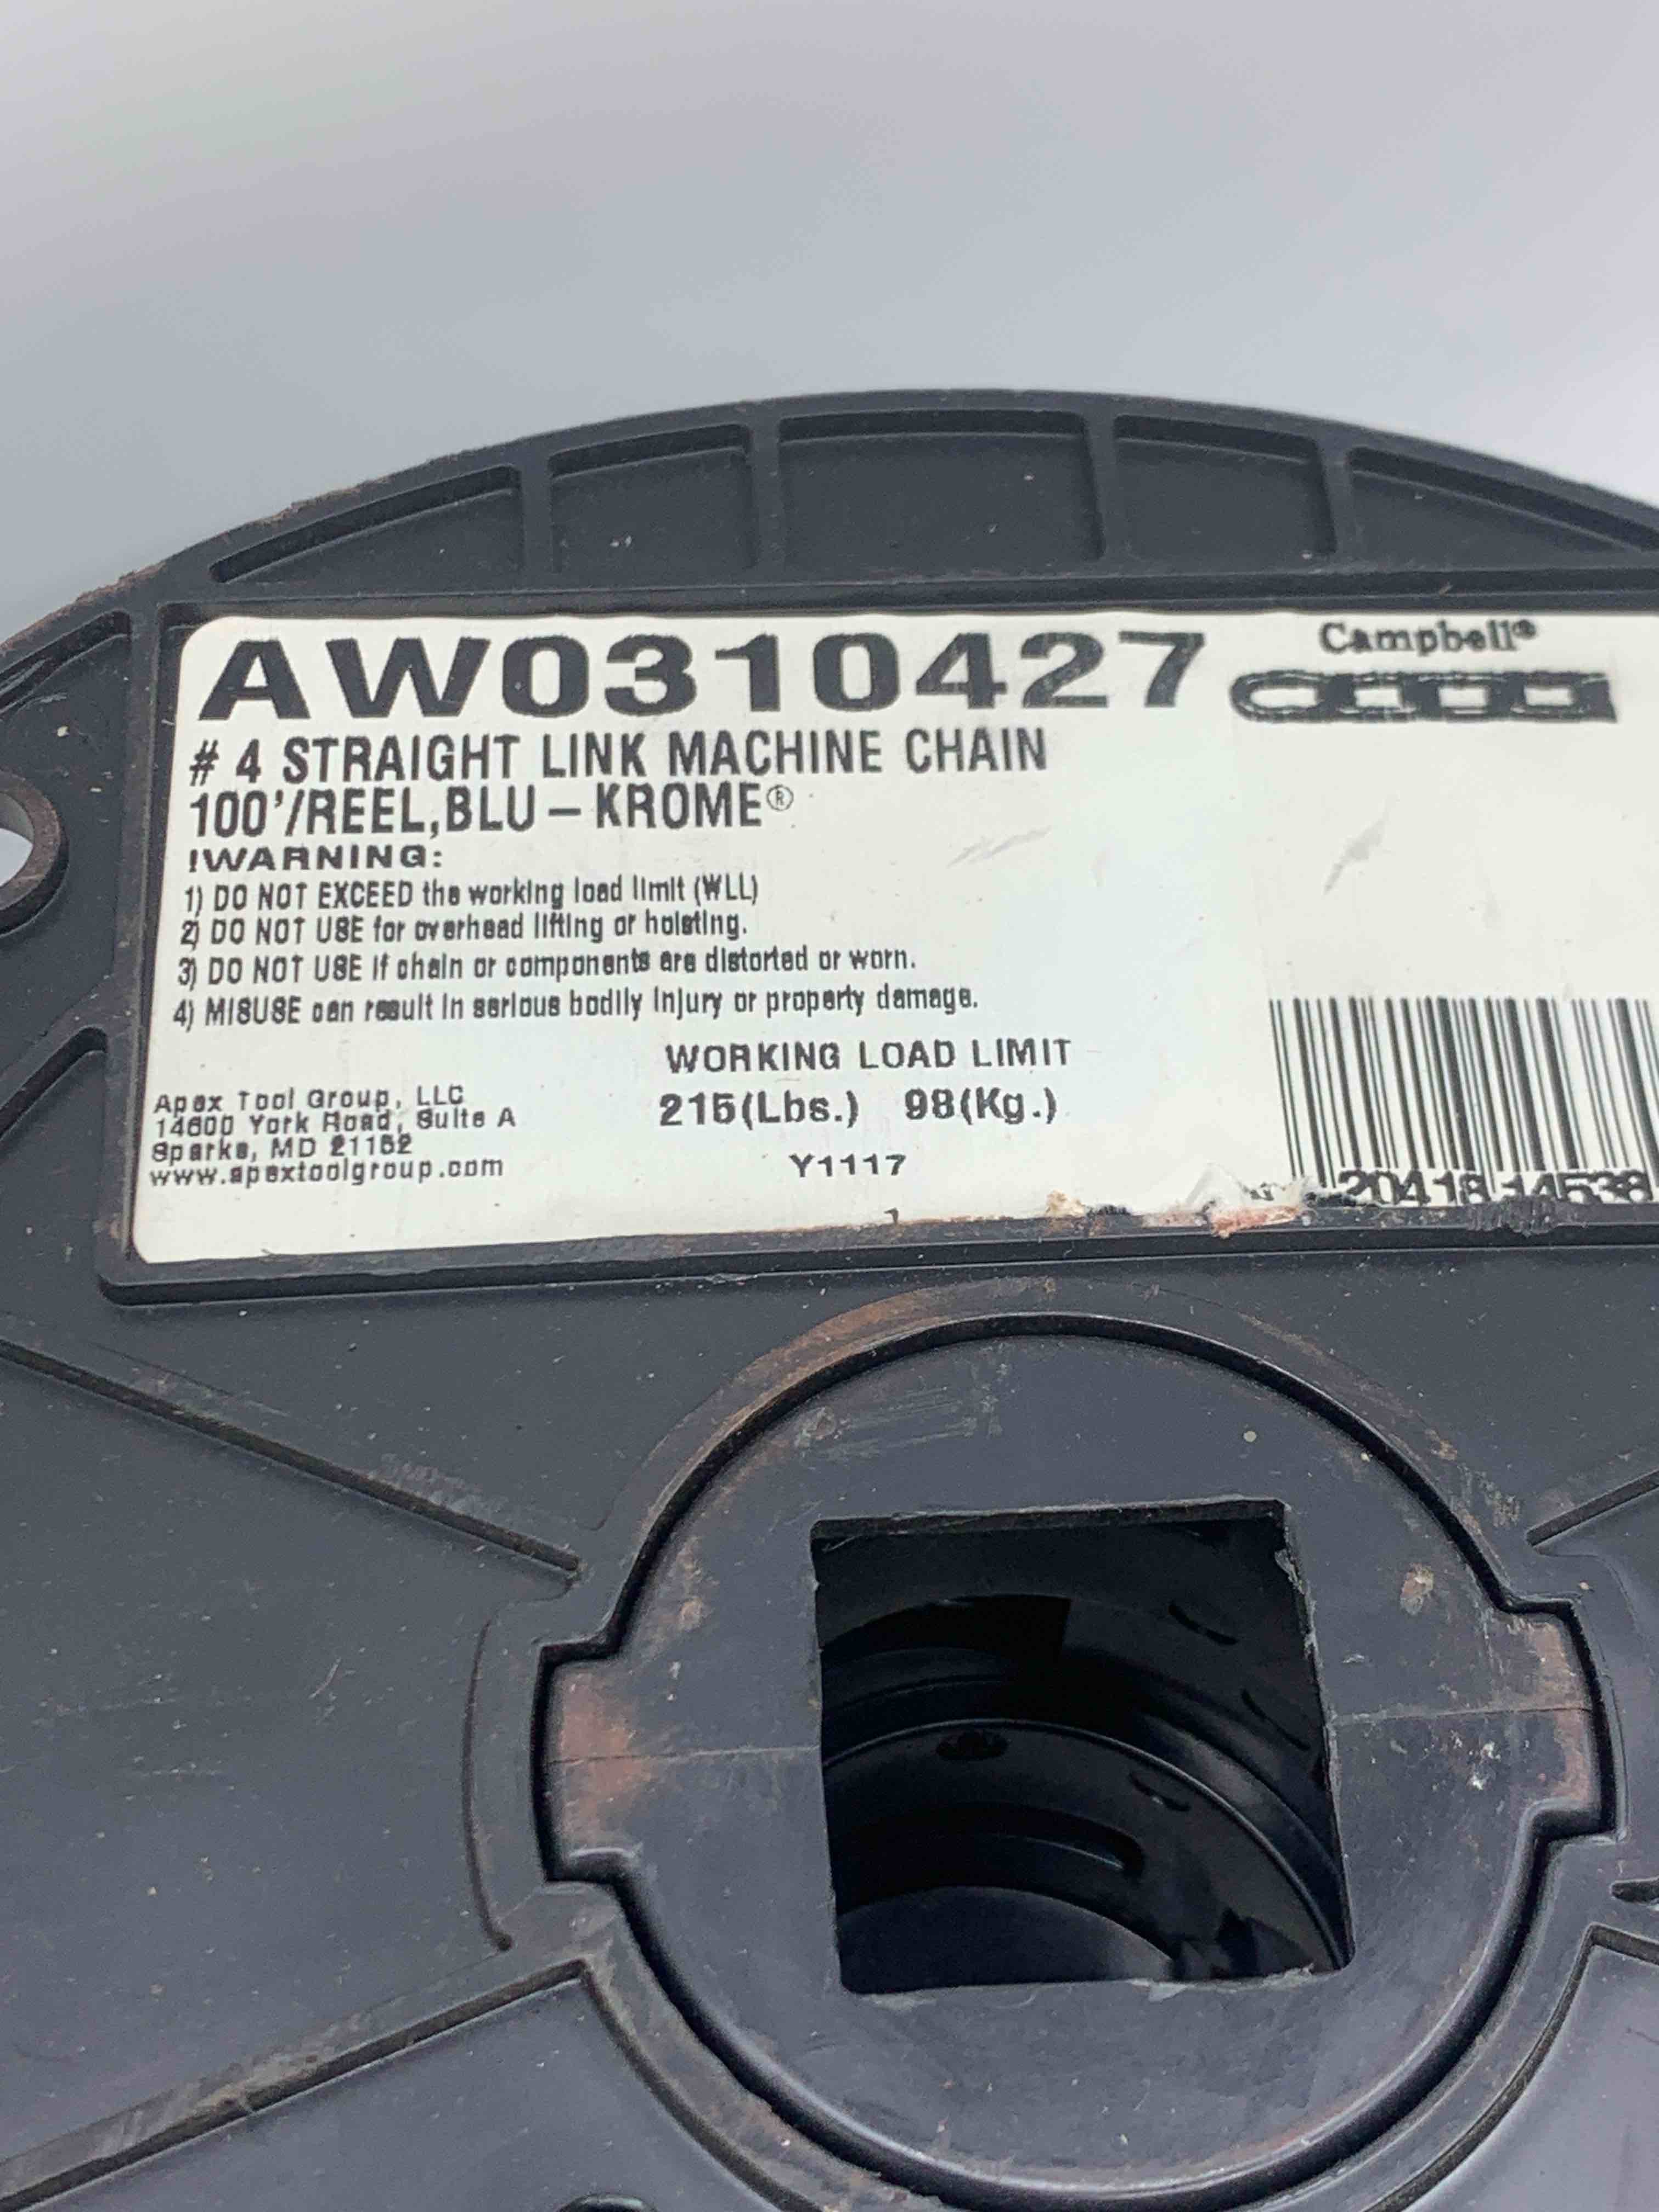 AW0310427
Campbell®
# 4 STRAIGHT LINK MACHINE CHAIN
100'/REEL,BLU – KROME®
!WARNING:
1) DO NOT EXCEED the working load limit (WLL)
2) DO NOT USE for overhead lifting or hoisting.
3) DO NOT USE if chain or components are distorted or worn.
4) MISUSE can result in serious bodily injury or property damage.
WORKING LOAD LIMIT
215(Lbs.) 98(Kg.)
Y1117
Apex Tool Group, LLC
14600 York Road, Suite A
Sparks, MD 21152
www.apextoolgroup.com
20418 14538